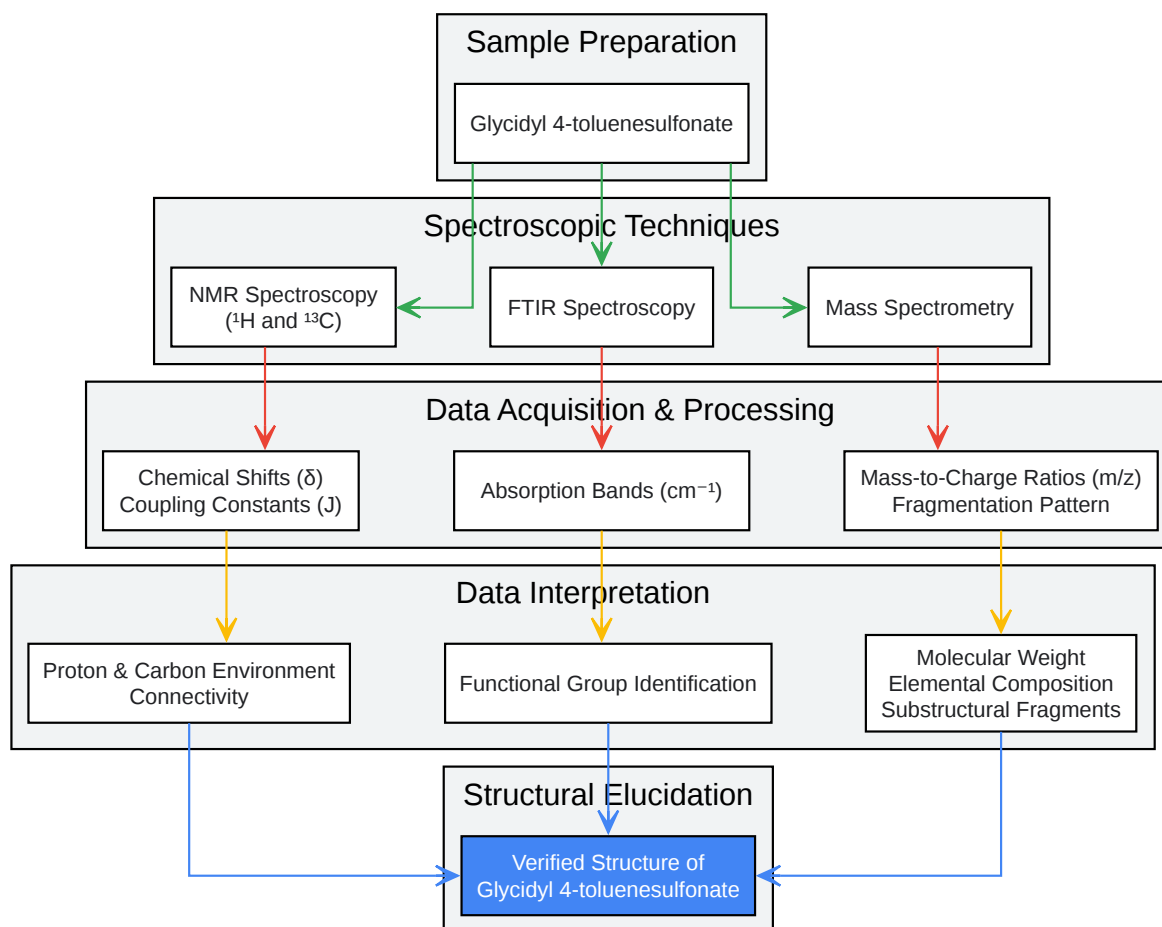 Sample Preparation
Glycidyl 4-toluenesulfonate
Spectroscopic Techniques
NMR Spectroscopy
(¹H and ¹³C)
FTIR Spectroscopy
Mass Spectrometry
Data Acquisition & Processing
Chemical Shifts (δ)
Coupling Constants (J)
Absorption Bands (cm⁻¹)
Mass-to-Charge Ratios (m/z)
Fragmentation Pattern
Data Interpretation
Proton & Carbon Environment
Connectivity
Functional Group Identification
Molecular Weight
Elemental Composition
Substructural Fragments
Structural Elucidation
Verified Structure of
Glycidyl 4-toluenesulfonate